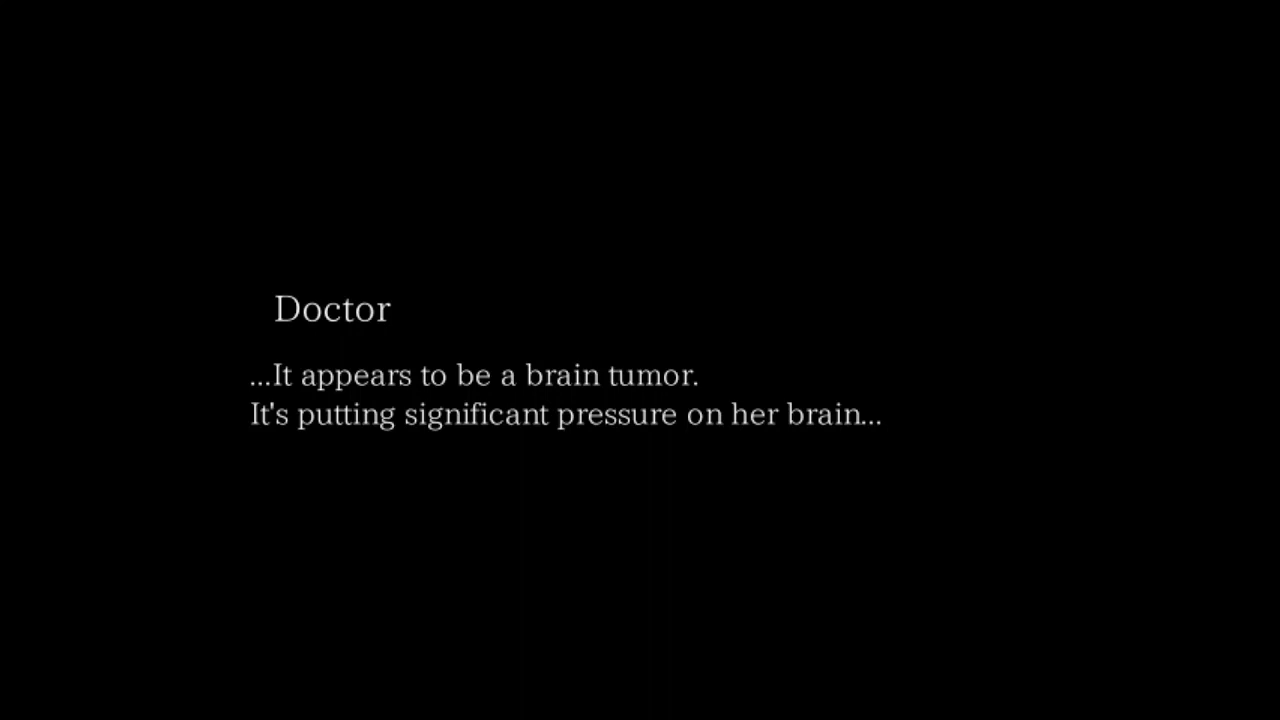 Doctor
...It appears to be a brain tumor.
It's putting significant pressure on her brain...